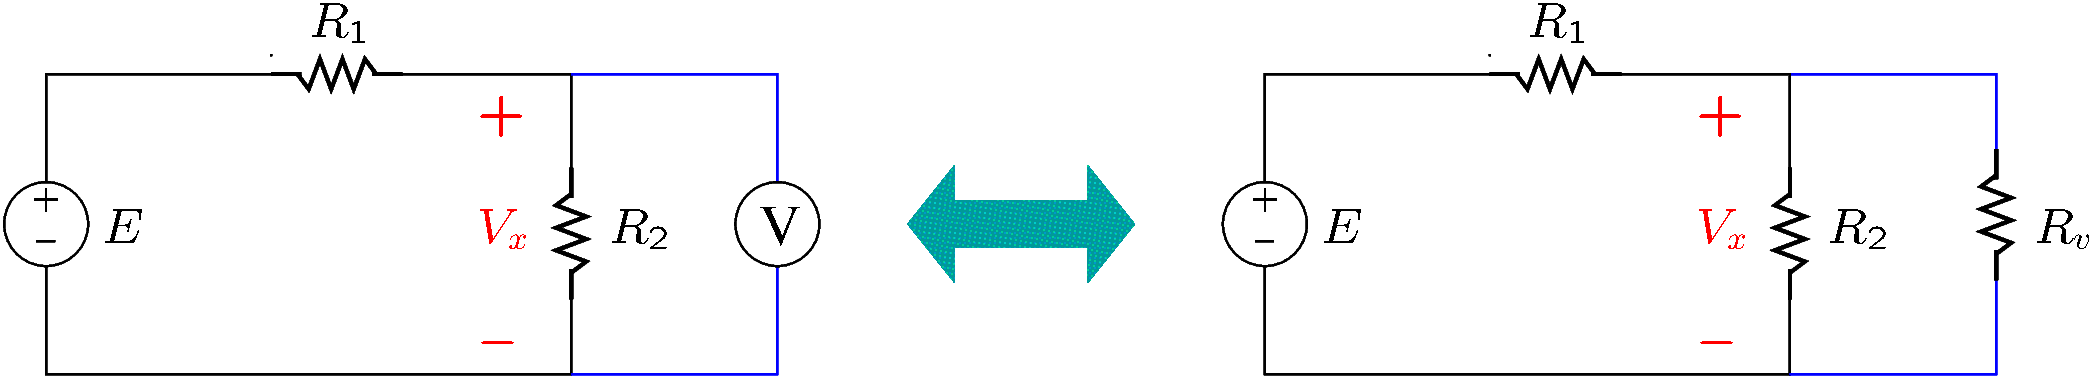 R₁ R₁
+ +
+ − E Vₓ R₂ V + − E Vₓ R₂ Rᵥ
− −